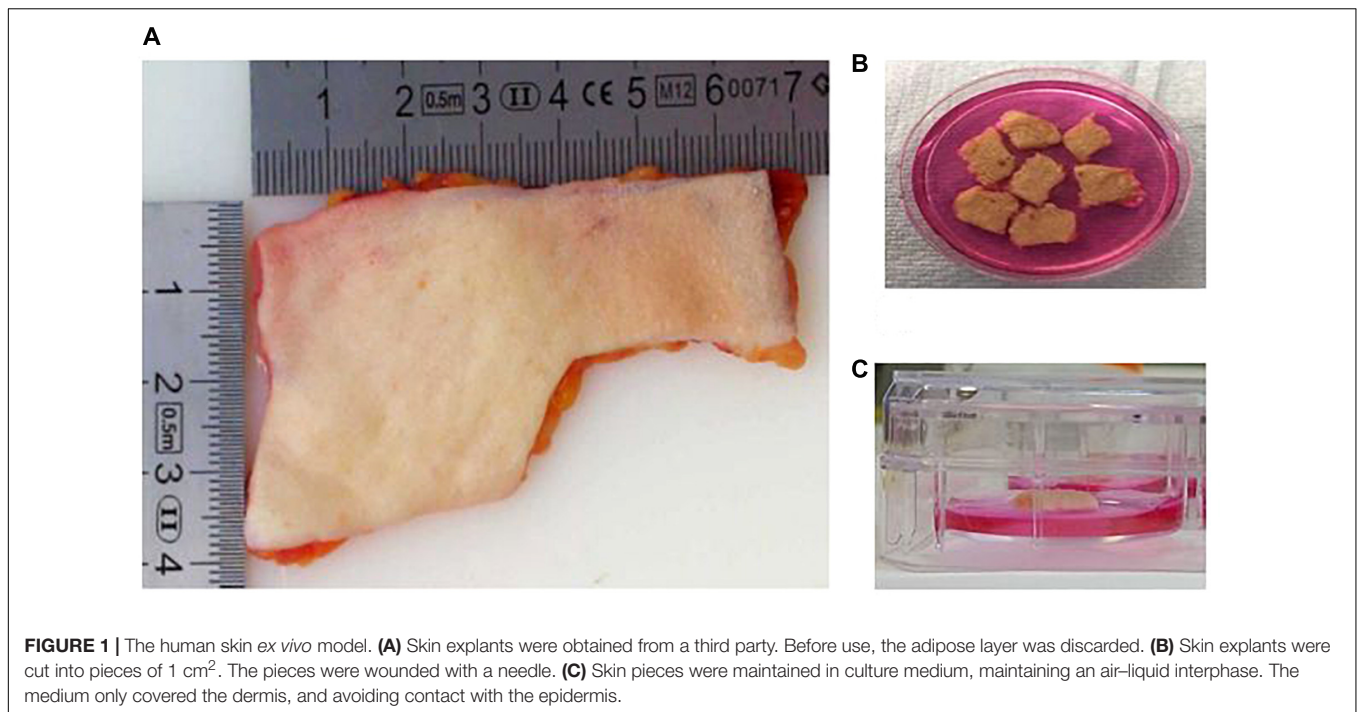 A
B
1 2 0.5m 3 II 4 CE 5 M12 6 0071 7
1
2
0.5m
3
II
4
C
FIGURE 1 | The human skin ex vivo model. (A) Skin explants were obtained from a third party. Before use, the adipose layer was discarded. (B) Skin explants were
cut into pieces of 1 cm². The pieces were wounded with a needle. (C) Skin pieces were maintained in culture medium, maintaining an air–liquid interphase. The
medium only covered the dermis, and avoiding contact with the epidermis.